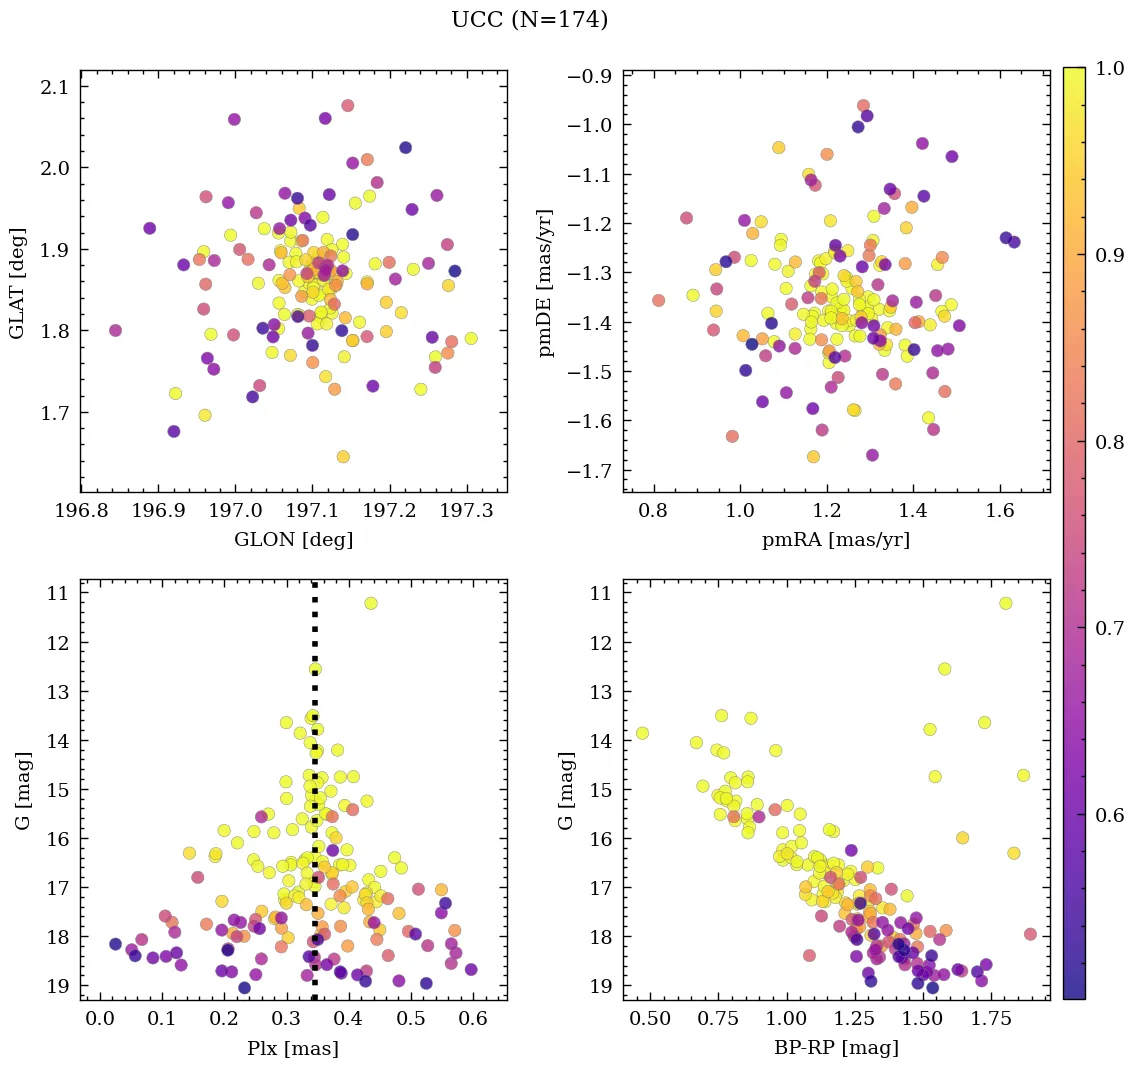 UCC (N=174)
2.1
2.0
1.9
1.8
1.7
GLAT [deg]
196.8 196.9 197.0 197.1 197.2 197.3
GLON [deg]
−0.9
−1.0
−1.1
−1.2
−1.3
−1.4
−1.5
−1.6
−1.7
pmDE [mas/yr]
0.8 1.0 1.2 1.4 1.6
pmRA [mas/yr]
1.0
0.9
0.8
0.7
0.6
11
12
13
14
15
16
17
18
19
G [mag]
0.0 0.1 0.2 0.3 0.4 0.5 0.6
Plx [mas]
11
12
13
14
15
16
17
18
19
G [mag]
0.50 0.75 1.00 1.25 1.50 1.75
BP-RP [mag]